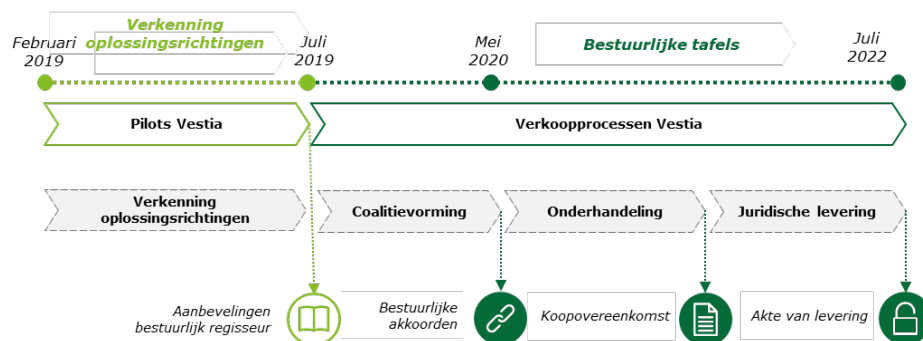 Verkenning
oplossingsrichtingen
Februari
2019
Juli
2019
Mei
2020
Bestuurlijke tafels
Juli
2022
Pilots Vestia
Verkoopprocessen Vestia
Verkenning
oplossingsrichtingen
Coalitievorming
Onderhandeling
Juridische levering
Aanbevelingen
bestuurlijk regisseur
Bestuurlijke
akkoorden
Koopovereenkomst
Akte van levering